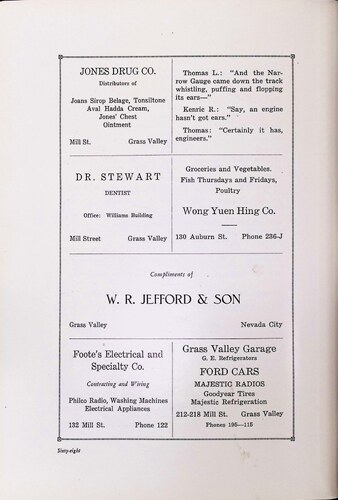 JONES DRUG CO.
Distributors of
Joans Sirop Belage, Tonsiltone
Aval Hadda Cream,
Jones' Chest
Ointment
Mill St. Grass Valley
Thomas L.: "And the Nar-
row Gauge came down the track
whistling, puffing and flopping
its ears—"
Kenric R.: "Say, an engine
hasn't got ears."
Thomas: "Certainly it has,
engineers."
DR. STEWART
DENTIST
Office: Williams Building
Mill Street Grass Valley
Groceries and Vegetables.
Fish Thursdays and Fridays,
Poultry
Wong Yuen Hing Co.
130 Auburn St. Phone 236-J
Compliments of
W. R. JEFFORD & SON
Grass Valley Nevada City
Foote's Electrical and
Specialty Co.
Contracting and Wiring
Philco Radio, Washing Machines
Electrical Appliances
132 Mill St. Phone 122
Grass Valley Garage
G. E. Refrigerators
FORD CARS
MAJESTIC RADIOS
Goodyear Tires
Majestic Refrigeration
212-218 Mill St. Grass Valley
Phones 195—115
Sixty-eight